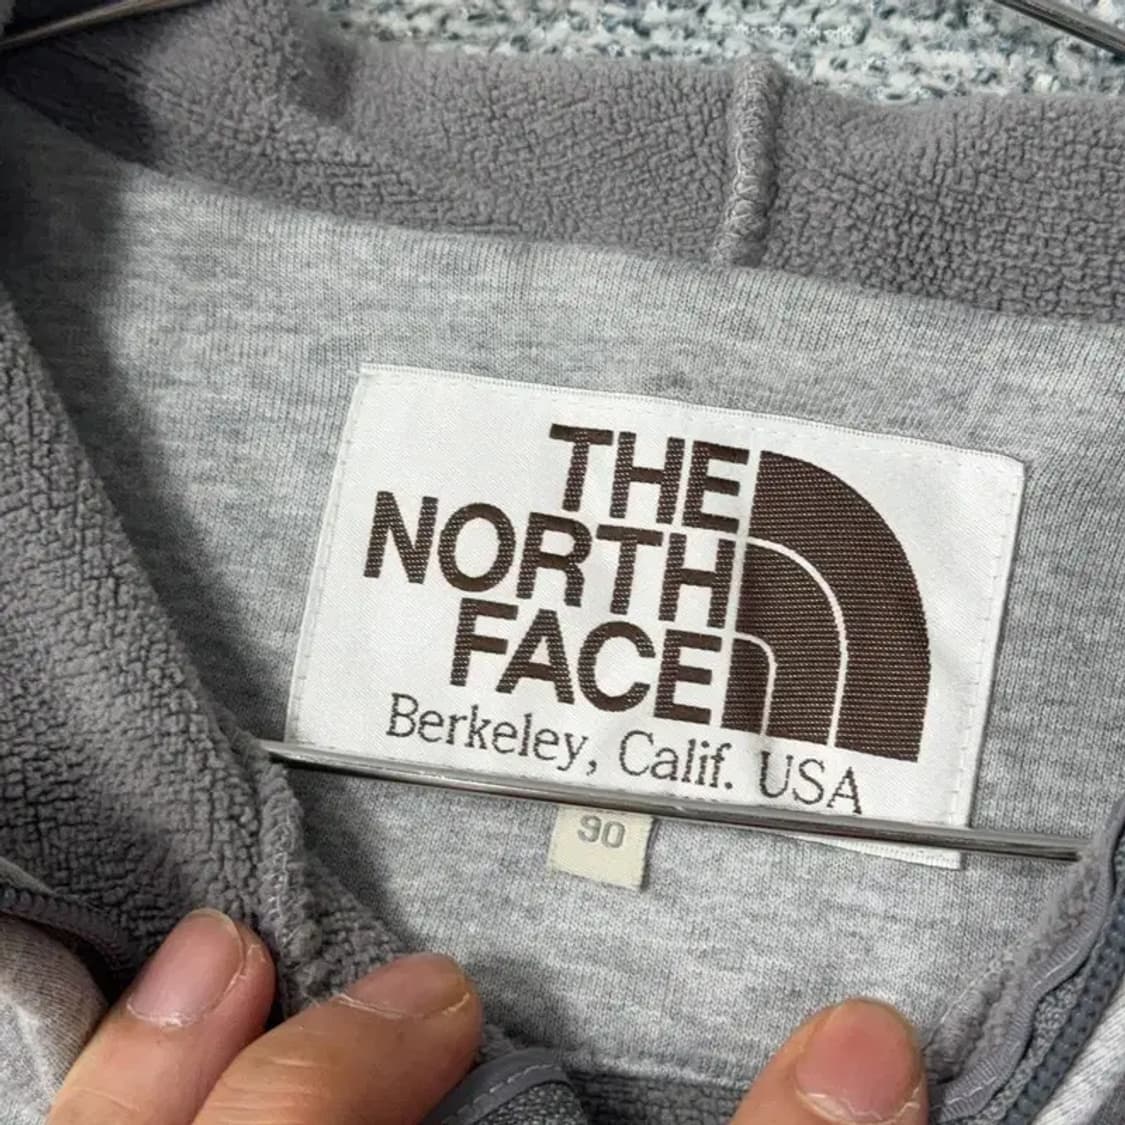 THE
NORTH
FACE
Berkeley, Calif. USA
90